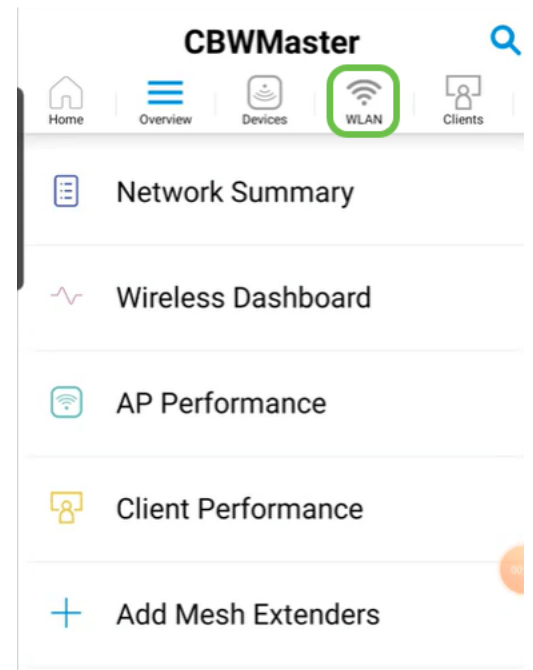 CBWMaster
Home Overview Devices WLAN Clients
Network Summary
Wireless Dashboard
AP Performance
Client Performance
Add Mesh Extenders